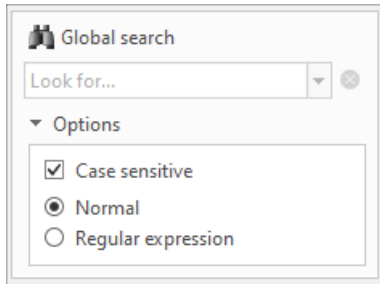 Global search
Look for...
Options
Case sensitive
Normal
Regular expression